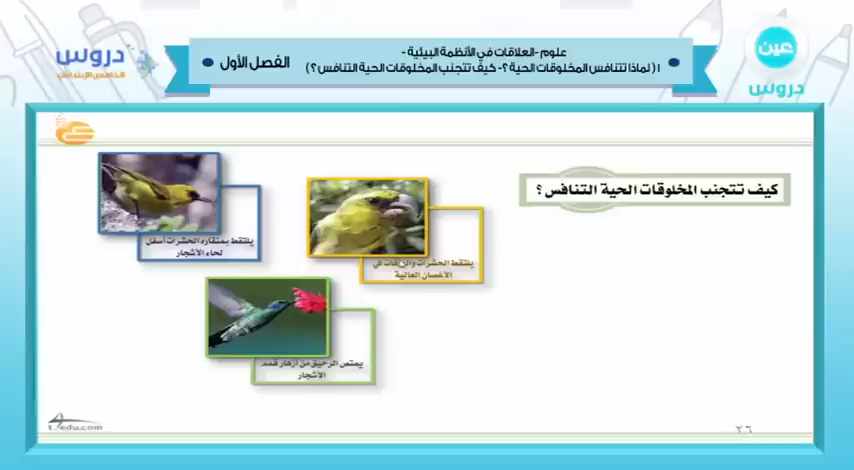 علوم -العلاقات في الأنظمة البيئية -
١ ( لماذا تتنافس المخلوقات الحية ؟- كيف تتجنب المخلوقات الحية التنافس ؟ )
الفصل الأول
عين
دروس
دروس
الخامس الابتدائي
كيف تتجنب المخلوقات الحية التنافس ؟
يلتقط بمنقاره الحشرات أسفل
لحاء الأشجار
يلتقط الحشرات في
الأغصان العالية
يمتص الرحيق من أزهار قمم
الأشجار
t4edu.com
٢٦